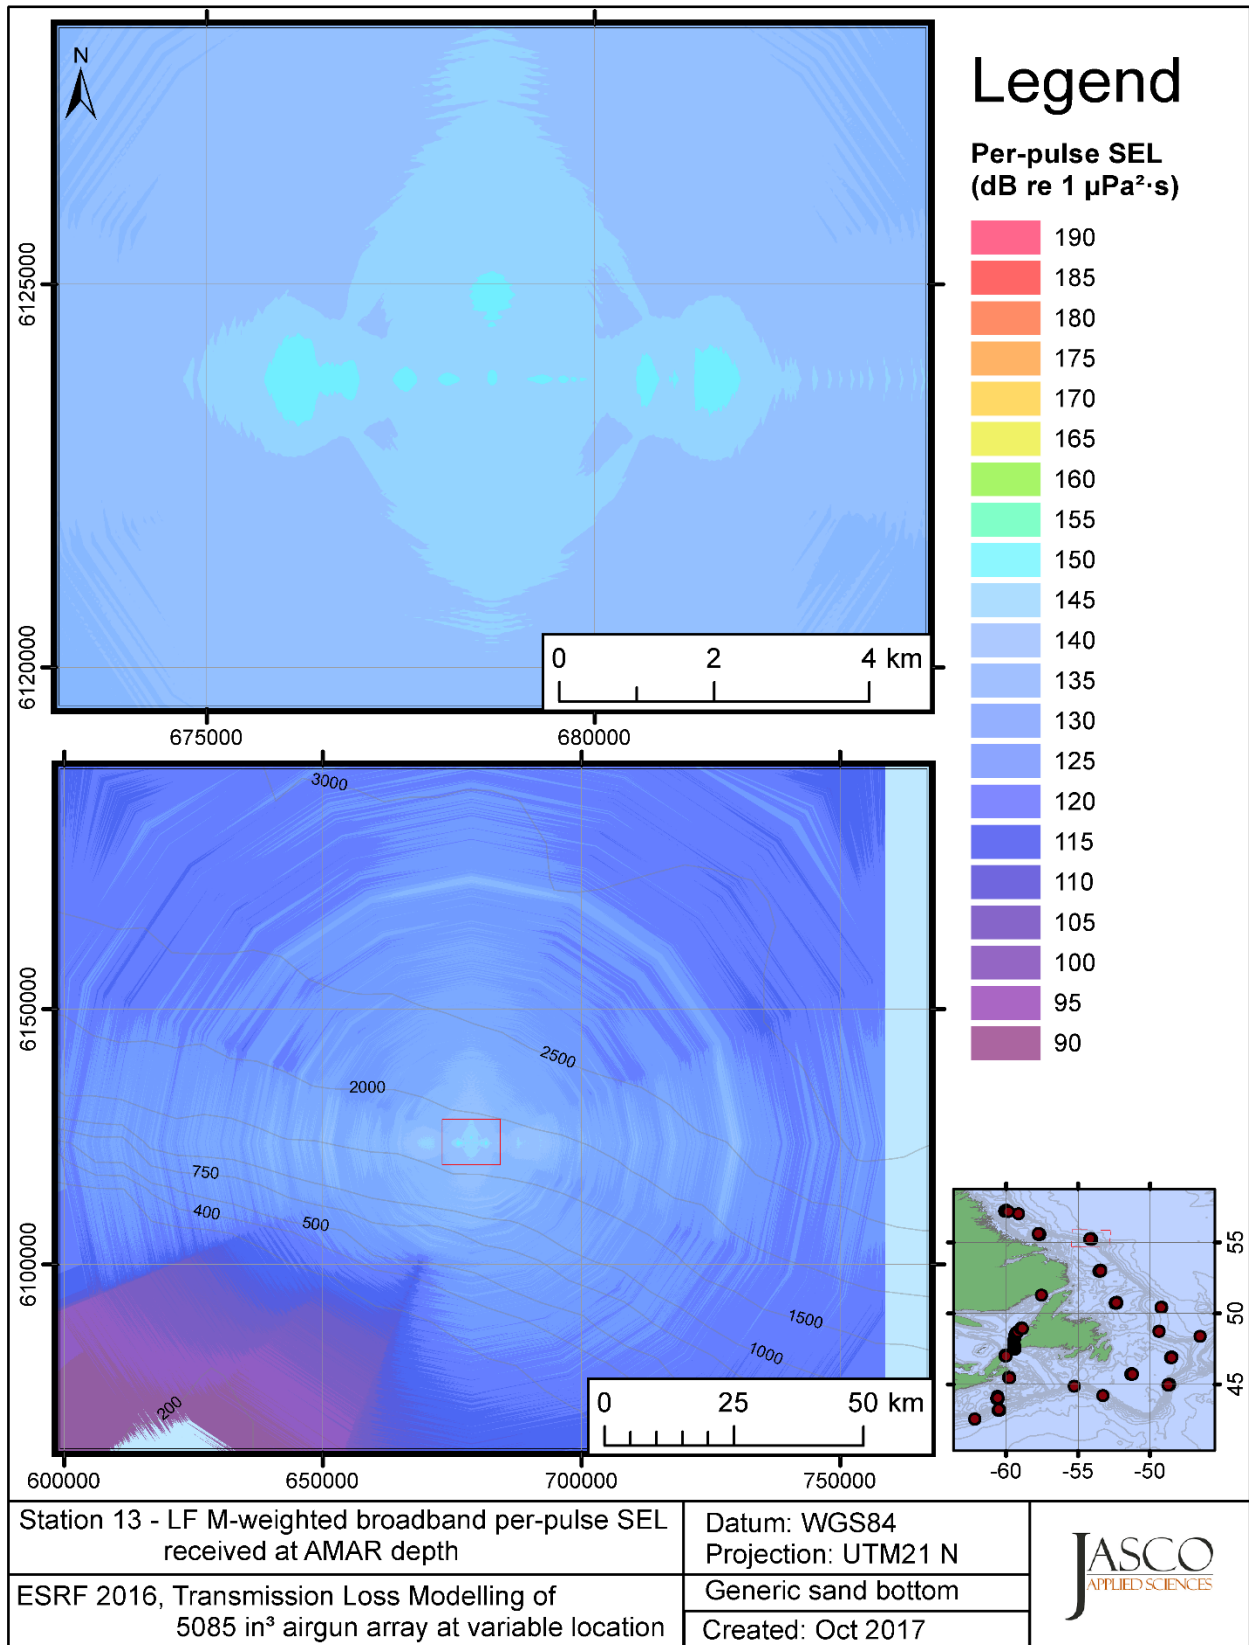 N
6125000
6120000
0 2 4 km
675000 680000
Legend
Per-pulse SEL
(dB re 1 µPa²·s)
190
185
180
175
170
165
160
155
150
145
140
135
130
125
120
115
110
105
100
95
90
3000
2500
2000
750
400
500
1500
1000
200
6150000
6100000
0 25 50 km
600000 650000 700000 750000
55
50
45
-60 -55 -50
Station 13 - LF M-weighted broadband per-pulse SEL
received at AMAR depth
ESRF 2016, Transmission Loss Modelling of
5085 in³ airgun array at variable location
Datum: WGS84
Projection: UTM21 N
Generic sand bottom
Created: Oct 2017
JASCO
APPLIED SCIENCES